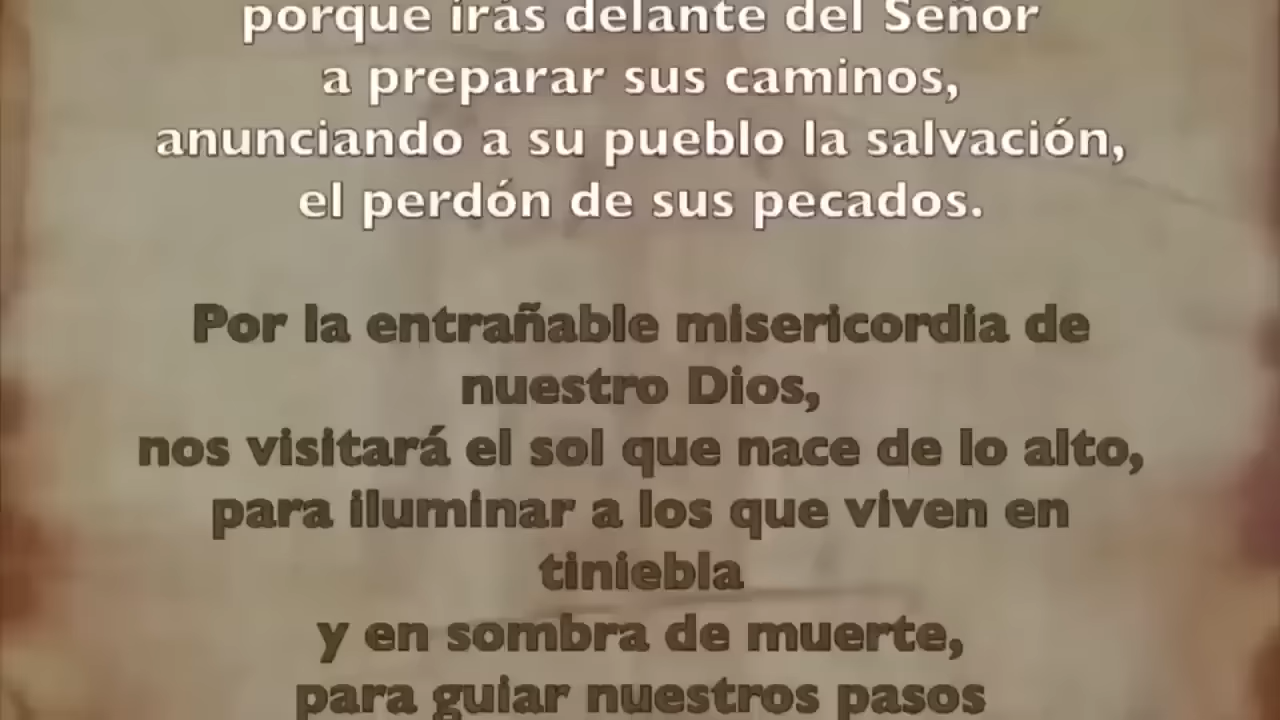 porque irás delante del Señor
a preparar sus caminos,
anunciando a su pueblo la salvación,
el perdón de sus pecados.
Por la entrañable misericordia de
nuestro Dios,
nos visitará el sol que nace de lo alto,
para iluminar a los que viven en
tiniebla
y en sombra de muerte,
para guiar nuestros pasos